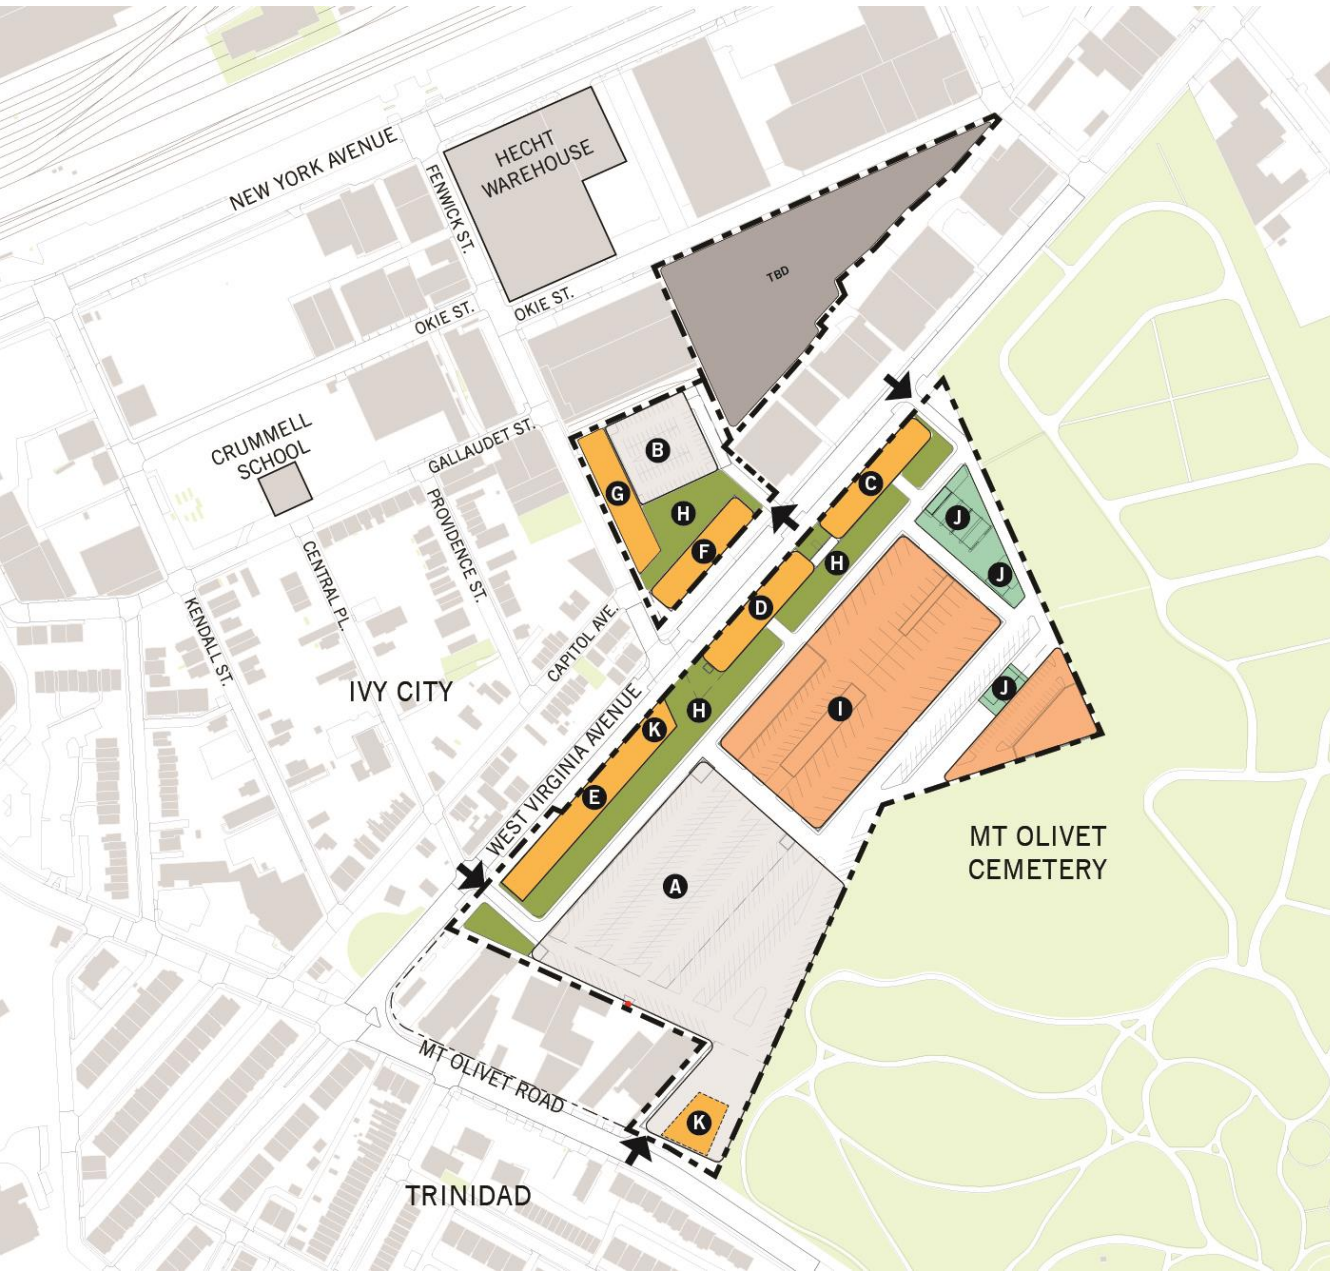 NEW YORK AVENUE
FENWICK ST.
HECHT
WAREHOUSE
OKIE ST.
OKIE ST.
TBD
CRUMMELL
SCHOOL
GALLAUDET ST.
B
G
H
F
C
J
J
H
D
KENDALL ST.
CENTRAL PL.
PROVIDENCE ST.
CAPITOL AVE.
IVY CITY
WEST VIRGINIA AVENUE
J
H
I
K
E
MT OLIVET
CEMETERY
A
MT OLIVET ROAD
K
TRINIDAD